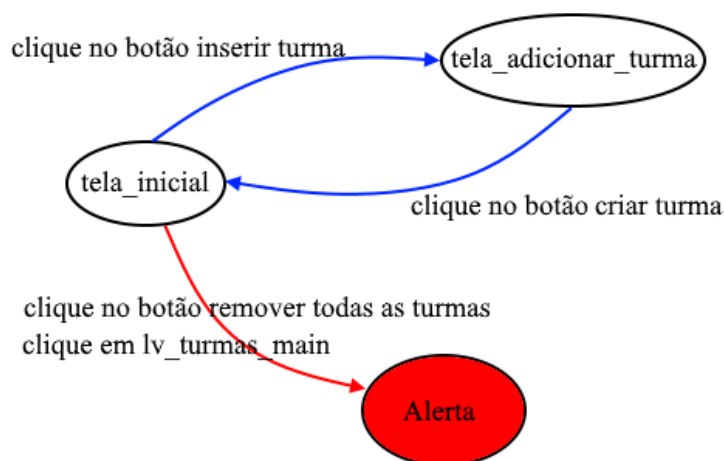 clique no botão inserir turma
tela_adicionar_turma
tela_inicial
clique no botão criar turma
clique no botão remover todas as turmas
clique em lv_turmas_main
Alerta